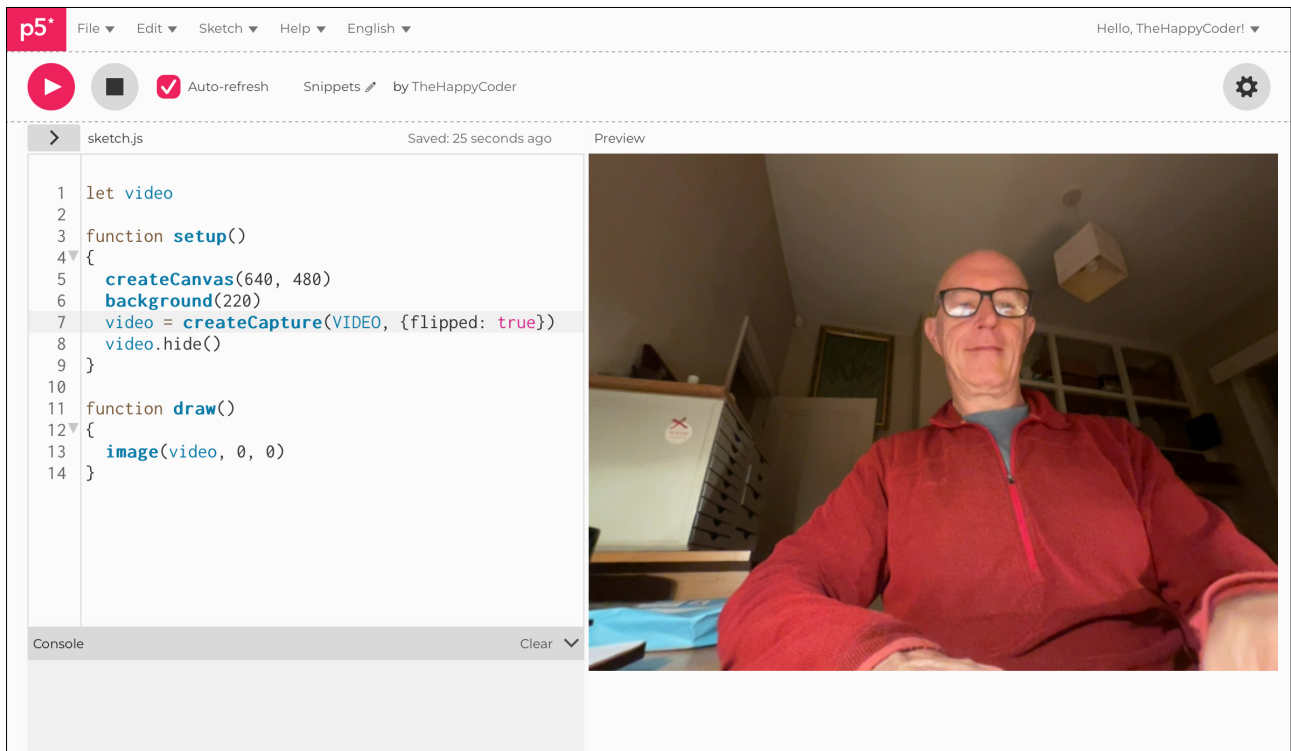 p5* File Edit Sketch Help English Hello, TheHappyCoder!
Auto-refresh Snippets by TheHappyCoder
sketch.js Saved: 25 seconds ago Preview
1 let video
2
3 function setup()
4 {
5 createCanvas(640, 480)
6 background(220)
7 video = createCapture(VIDEO, {flipped: true})
8 video.hide()
9 }
10
11 function draw()
12 {
13 image(video, 0, 0)
14 }
Console Clear